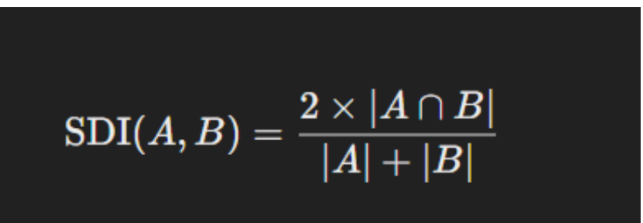 SDI(A, B) = 2 × |A ∩ B| / |A| + |B|